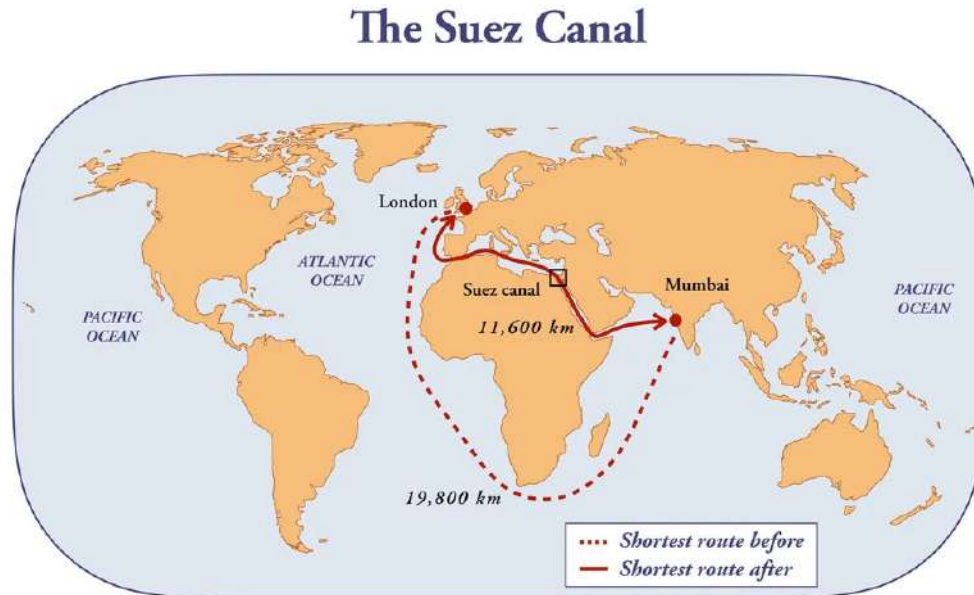 The Suez Canal
London
ATLANTIC
OCEAN
Suez canal
Mumbai
PACIFIC
OCEAN
PACIFIC
OCEAN
11,600 km
19,800 km
Shortest route before
Shortest route after